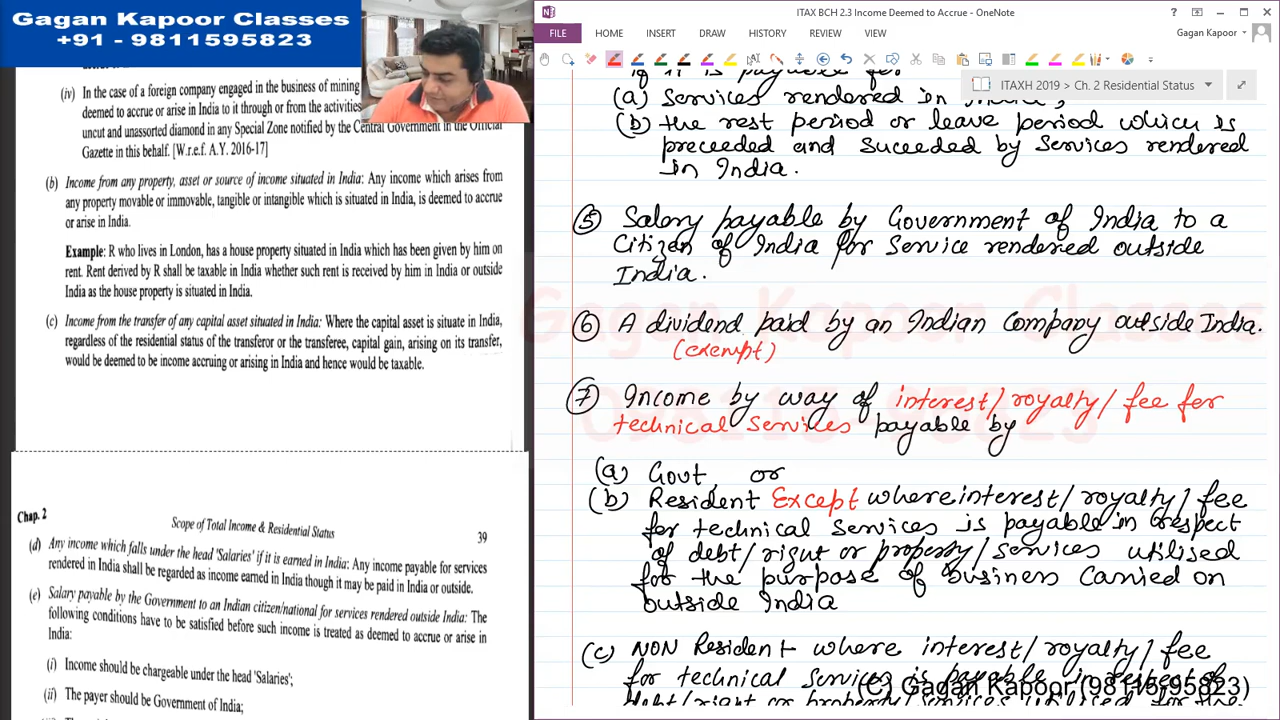 Gagan Kapoor Classes
+91 - 9811595823
(iv) In the case of a foreign company engaged in the business of mining
deemed to accrue or arise in India to it through or from the activities
uncut and unassorted diamond in any Special Zone notified by the Central Government in the Official
Gazette in this behalf. [W.r.e.f. A.Y. 2016-17]
(b) Income from any property, asset or source of income situated in India: Any income which arises from
any property movable or immovable, tangible or intangible which is situated in India, is deemed to accrue
or arise in India.
Example: R who lives in London, has a house property situated in India which has been given by him on
rent. Rent derived by R shall be taxable in India whether such rent is received by him in India or outside
India as the house property is situated in India.
(c) Income from the transfer of any capital asset situated in India: Where the capital asset is situate in India,
regardless of the residential status of the transferor or the transferee, capital gain, arising on its transfer,
would be deemed to be income accruing or arising in India and hence would be taxable.
Chap. 2
Scope of Total Income & Residential Status
39
(d) Any income which falls under the head 'Salaries' if it is earned in India: Any income payable for services
rendered in India shall be regarded as income earned in India though it may be paid in India or outside.
(e) Salary payable by the Government to an Indian citizen/national for services rendered outside India: The
following conditions have to be satisfied before such income is treated as deemed to accrue or arise in
India:
(i) Income should be chargeable under the head 'Salaries';
(ii) The payer should be Government of India;
ITAX BCH 2.3 Income Deemed to Accrue - OneNote
FILE HOME INSERT DRAW HISTORY REVIEW VIEW
Gagan Kapoor
ITAXH 2019 > Ch. 2 Residential Status
if it is payable for
(a) Services rendered in
(b) the rest period or leave period which is
preceded and succeeded by Services rendered
in India.
(5) Salary payable by Government of India to a
Citizen of India for Service rendered outside
India.
(6) A dividend paid by an Indian Company outside India.
(exempt)
(7) Income by way of interest/royalty/fee for
technical Services payable by
(a) Govt, or
(b) Resident Except where interest/royalty/fee
for technical services is payable in respect
of debt/right or property/services utilised
for the purpose of business carried on
outside India
(c) NON Resident where interest/royalty/fee
for technical Services is payable in respect of
debt/right or property/services utilised for the
(C) Gagan Kapoor (98115-95823)